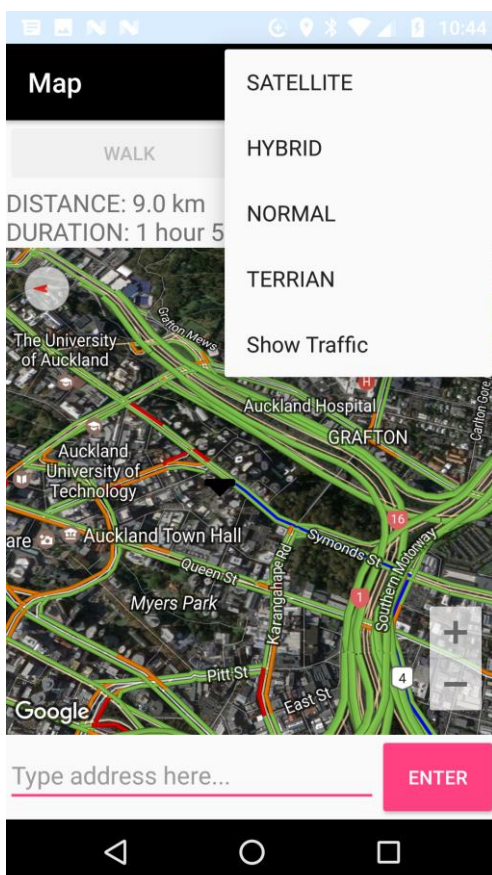 10:44
Map
SATELLITE
HYBRID
NORMAL
TERRIAN
Show Traffic
WALK
DISTANCE: 9.0 km
DURATION: 1 hour 5
Grafton Mews
The University
of Auckland
H
Auckland Hospital
GRAFTON
Carlton Gore
Auckland
University of
Technology
16
are
Auckland Town Hall
Symonds St
Southern Motorway
Queen St
Karangahape Rd
1
Myers Park
Pitt St
East St
4
+
−
Google
Type address here...
ENTER